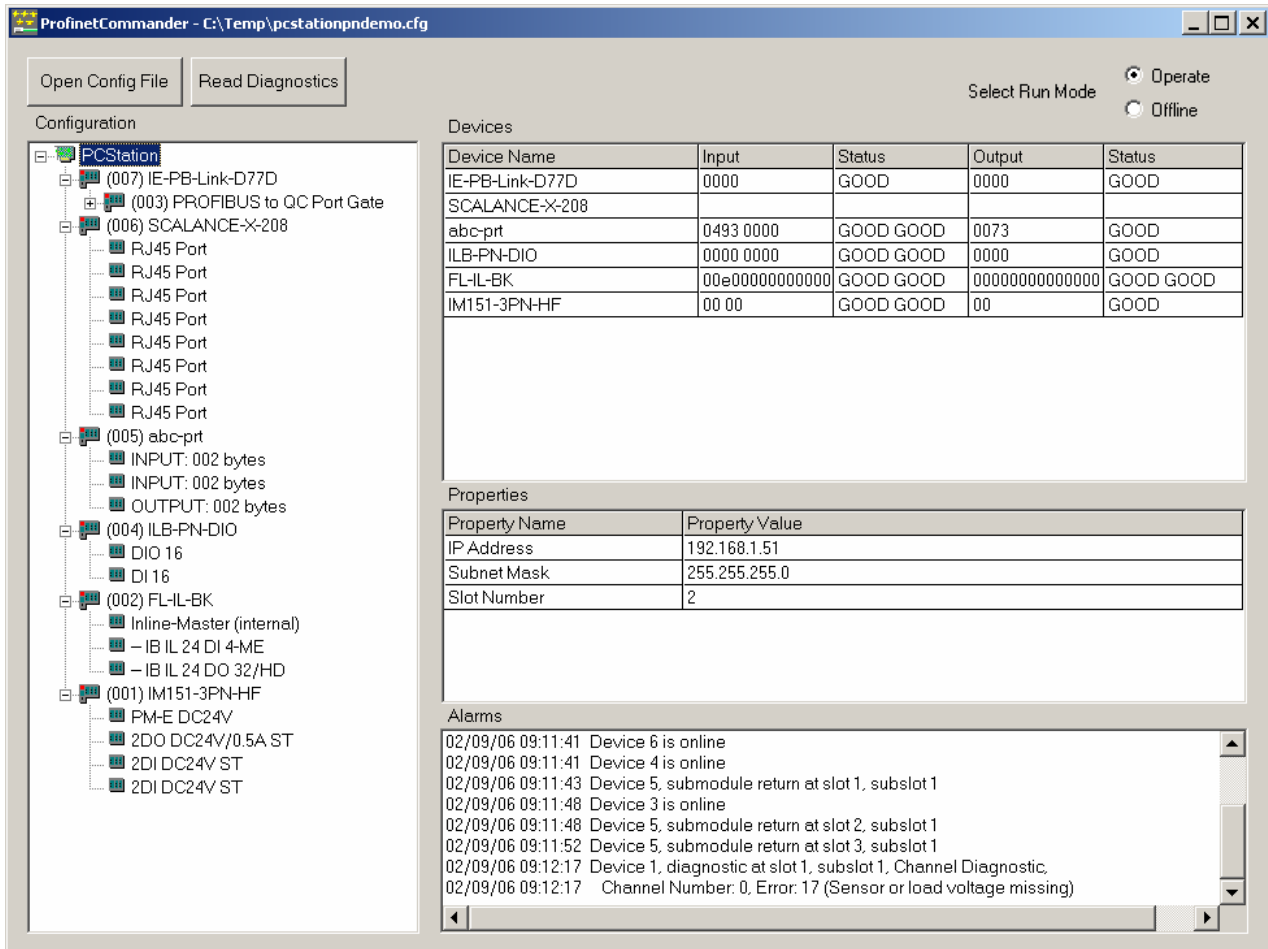 ProfinetCommander - C:\Temp\pcstationpndemo.cfg
Open Config File
Read Diagnostics
Select Run Mode
Operate
Offline
Configuration
PCStation
(007) IE-PB-Link-D77D
(003) PROFIBUS to QC Port Gate
(006) SCALANCE-X-208
RJ45 Port
RJ45 Port
RJ45 Port
RJ45 Port
RJ45 Port
RJ45 Port
RJ45 Port
RJ45 Port
(005) abc-prt
INPUT: 002 bytes
INPUT: 002 bytes
OUTPUT: 002 bytes
(004) ILB-PN-DIO
DIO 16
DI 16
(002) FL-IL-BK
Inline-Master (internal)
– IB IL 24 DI 4-ME
– IB IL 24 DO 32/HD
(001) IM151-3PN-HF
PM-E DC24V
2DO DC24V/0.5A ST
2DI DC24V ST
2DI DC24V ST
Devices
Device Name Input Status Output Status
IE-PB-Link-D77D 0000 GOOD 0000 GOOD
SCALANCE-X-208
abc-prt 0493 0000 GOOD GOOD 0073 GOOD
ILB-PN-DIO 0000 0000 GOOD GOOD 0000 GOOD
FL-IL-BK 00e00000000000 GOOD GOOD 00000000000000 GOOD GOOD
IM151-3PN-HF 00 00 GOOD GOOD 00 GOOD
Properties
Property Name Property Value
IP Address 192.168.1.51
Subnet Mask 255.255.255.0
Slot Number 2
Alarms
02/09/06 09:11:41 Device 6 is online
02/09/06 09:11:41 Device 4 is online
02/09/06 09:11:43 Device 5, submodule return at slot 1, subslot 1
02/09/06 09:11:48 Device 3 is online
02/09/06 09:11:48 Device 5, submodule return at slot 2, subslot 1
02/09/06 09:11:52 Device 5, submodule return at slot 3, subslot 1
02/09/06 09:12:17 Device 1, diagnostic at slot 1, subslot 1, Channel Diagnostic,
02/09/06 09:12:17 Channel Number: 0, Error: 17 (Sensor or load voltage missing)